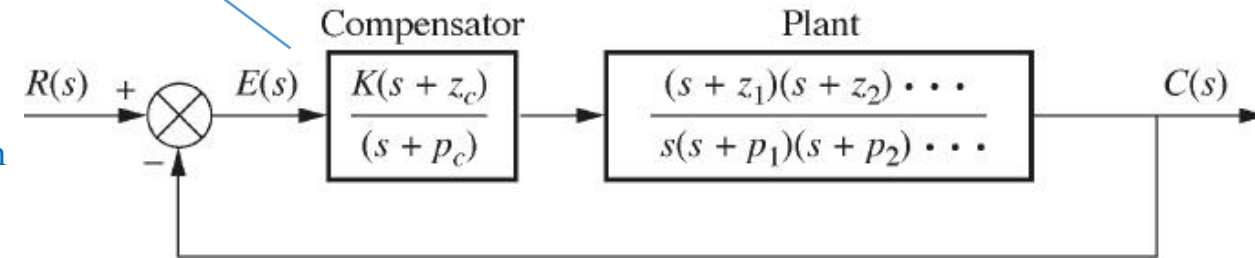 Compensator Plant
R(s) + E(s) K(s + z_c) (s + z_1)(s + z_2) · · · C(s)
(s + p_c) s(s + p_1)(s + p_2) · · ·
−